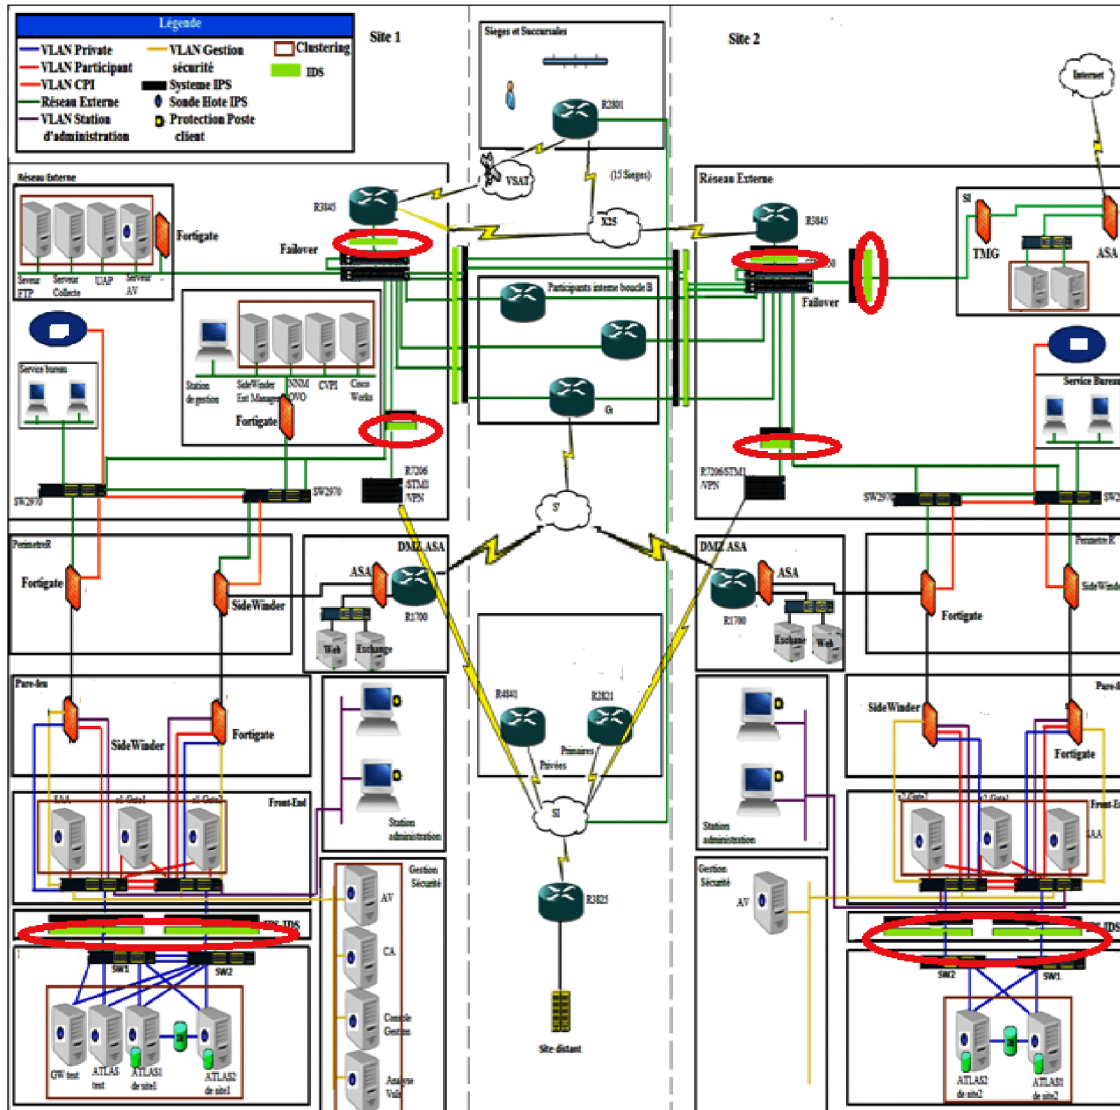 Légende
VLAN Private
VLAN Participant
VLAN CPI
Réseau Externe
VLAN Station
d'administration
VLAN Gestion
sécurité
Systeme IPS
Sonde Hote IPS
Protection Poste
client
Clustering
IDS
Site 1
Sieges et Succursales
R2801
VSAT
(15 Sieges)
X25
Site 2
Internet
Réseau Externe
Fortigate
Serveur
Collecte
UAP
Serveur
AV
FTP
R3845
Failover
Participants interne boucle B
Réseau Externe
R3845
Failover
SI
TMG
ASA
Service bureau
Station
de gestion
SideWinder
Ent Manager
NNM
OVO
CVPI
Cisco
Works
Fortigate
SW2970
SW2970
R7206
/STM1
/VPN
R7206/STM1
/VPN
Service Bureau
SW2970
PerimetreR
Fortigate
SideWinder
DMZ ASA
ASA
R1700
Web
Exchange
DMZ ASA
ASA
R1700
Exchane
Web
Perimetre R
Fortigate
Pare-feu
SideWinder
Fortigate
R4841
Privées
R2821
Primaires
SI
SideWinder
Fortigate
Front-End
Station
administration
Station
administration
Gestion
Sécurité
AV
CA
Console
Gestion
Analyse
R3825
Site distant
Gestion
Sécurité
AV
IPS-IDS
SW1
SW2
GW test
ATLAS
test
ATLAS1
de site1
ATLAS2
de site1
SW2
SW1
ATLAS2
de site2
ATLAS1
de site2